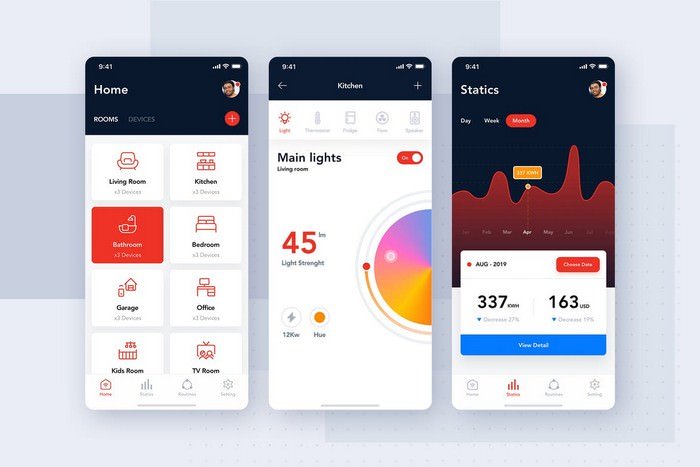 9:41
Home
ROOMS DEVICES
Living Room
x3 Devices
Kitchen
x3 Devices
Bathroom
x3 Devices
Bedroom
x3 Devices
Garage
x3 Devices
Office
x3 Devices
Kids Room
TV Room
Home Statics Routines Setting
9:41
Kitchen
Light Thermostat Fridge Fans Speaker
Main lights
On
Living room
45 lm
Light Strenght
12Kw Hue
9:41
Statics
Day Week Month
337 KWH
Jan Feb Mar Apr May Jun Jul
AUG - 2019
Choose Date
337 KWH
163 USD
Decrease 27%
Decrease 19%
View Detail
Home Statics Routines Setting